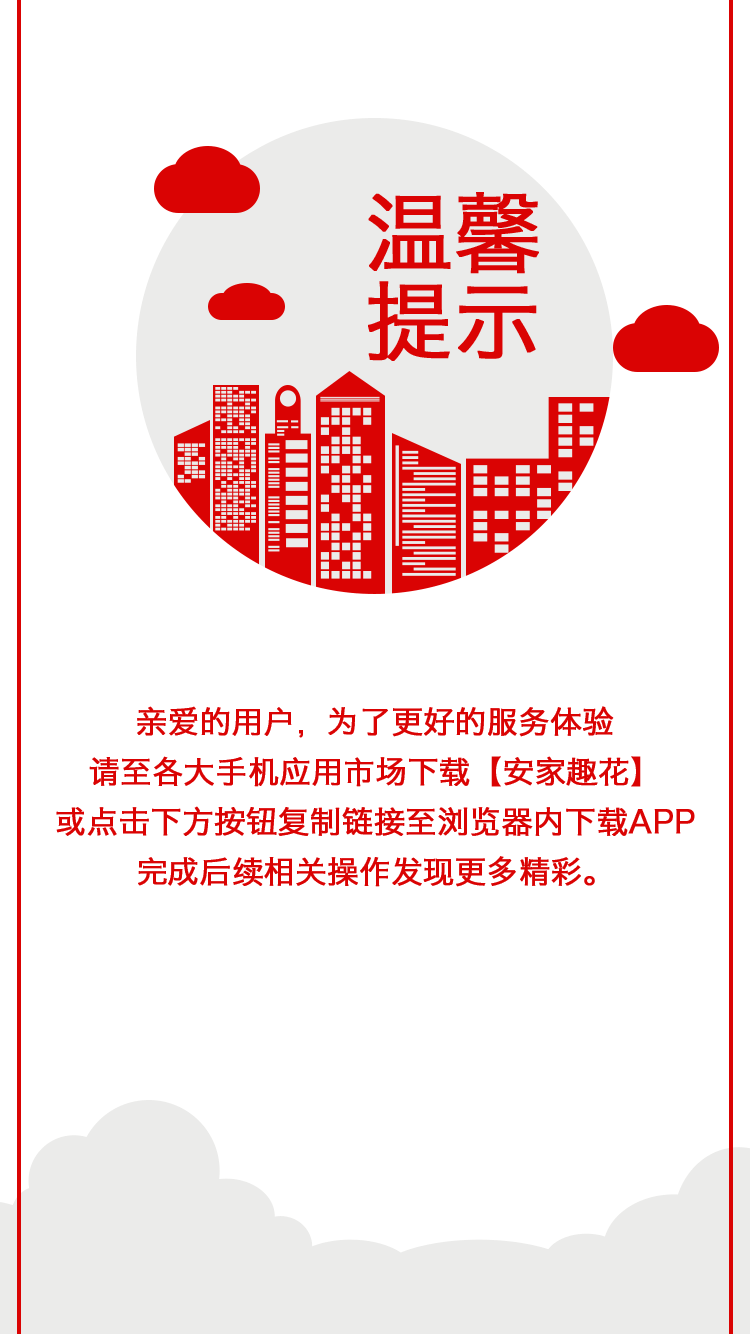 温馨
提示
亲爱的用户，为了更好的服务体验
请至各大手机应用市场下载【安家趣花】
或点击下方按钮复制链接至浏览器内下载APP
完成后续相关操作发现更多精彩。